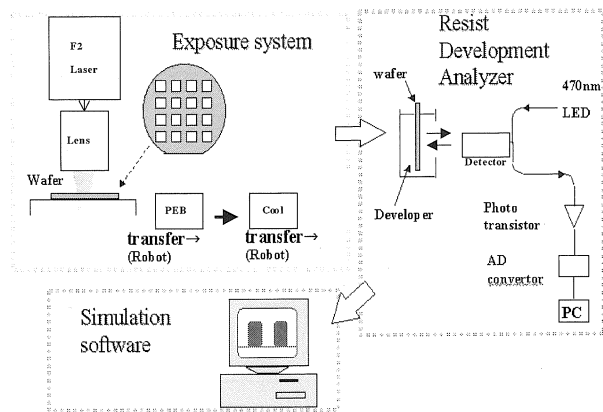 F2
Laser
Lens
Wafer
Exposure system
PEB
Cool
transfer→
(Robot)
transfer→
(Robot)
Resist
Development
Analyzer
wafer
470nm
LED
Detector
Developer
Photo
transistor
AD
convertor
PC
Simulation
software